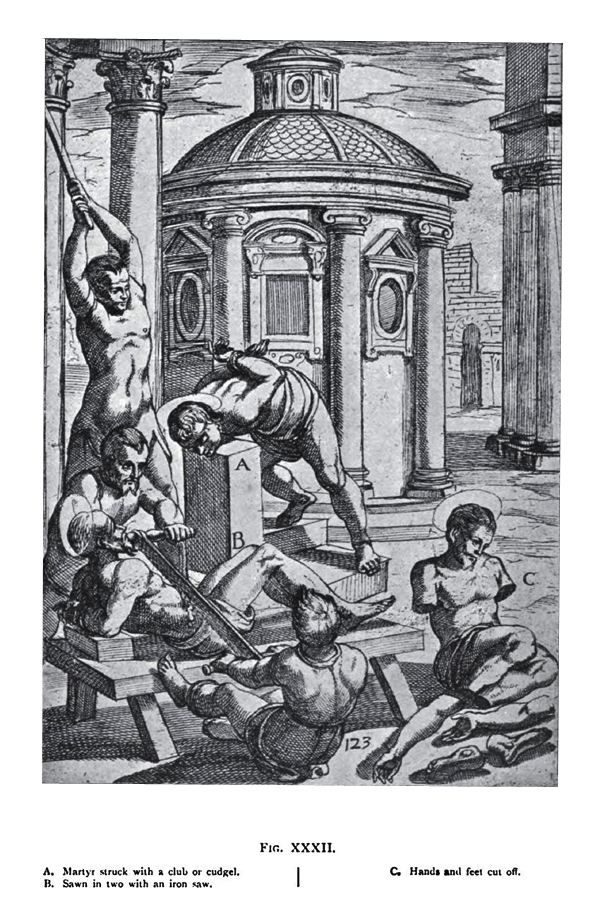 A
B
C
123
Fig. XXXII.
A. Martyr struck with a club or cudgel.
B. Sawn in two with an iron saw.
C. Hands and feet cut off.